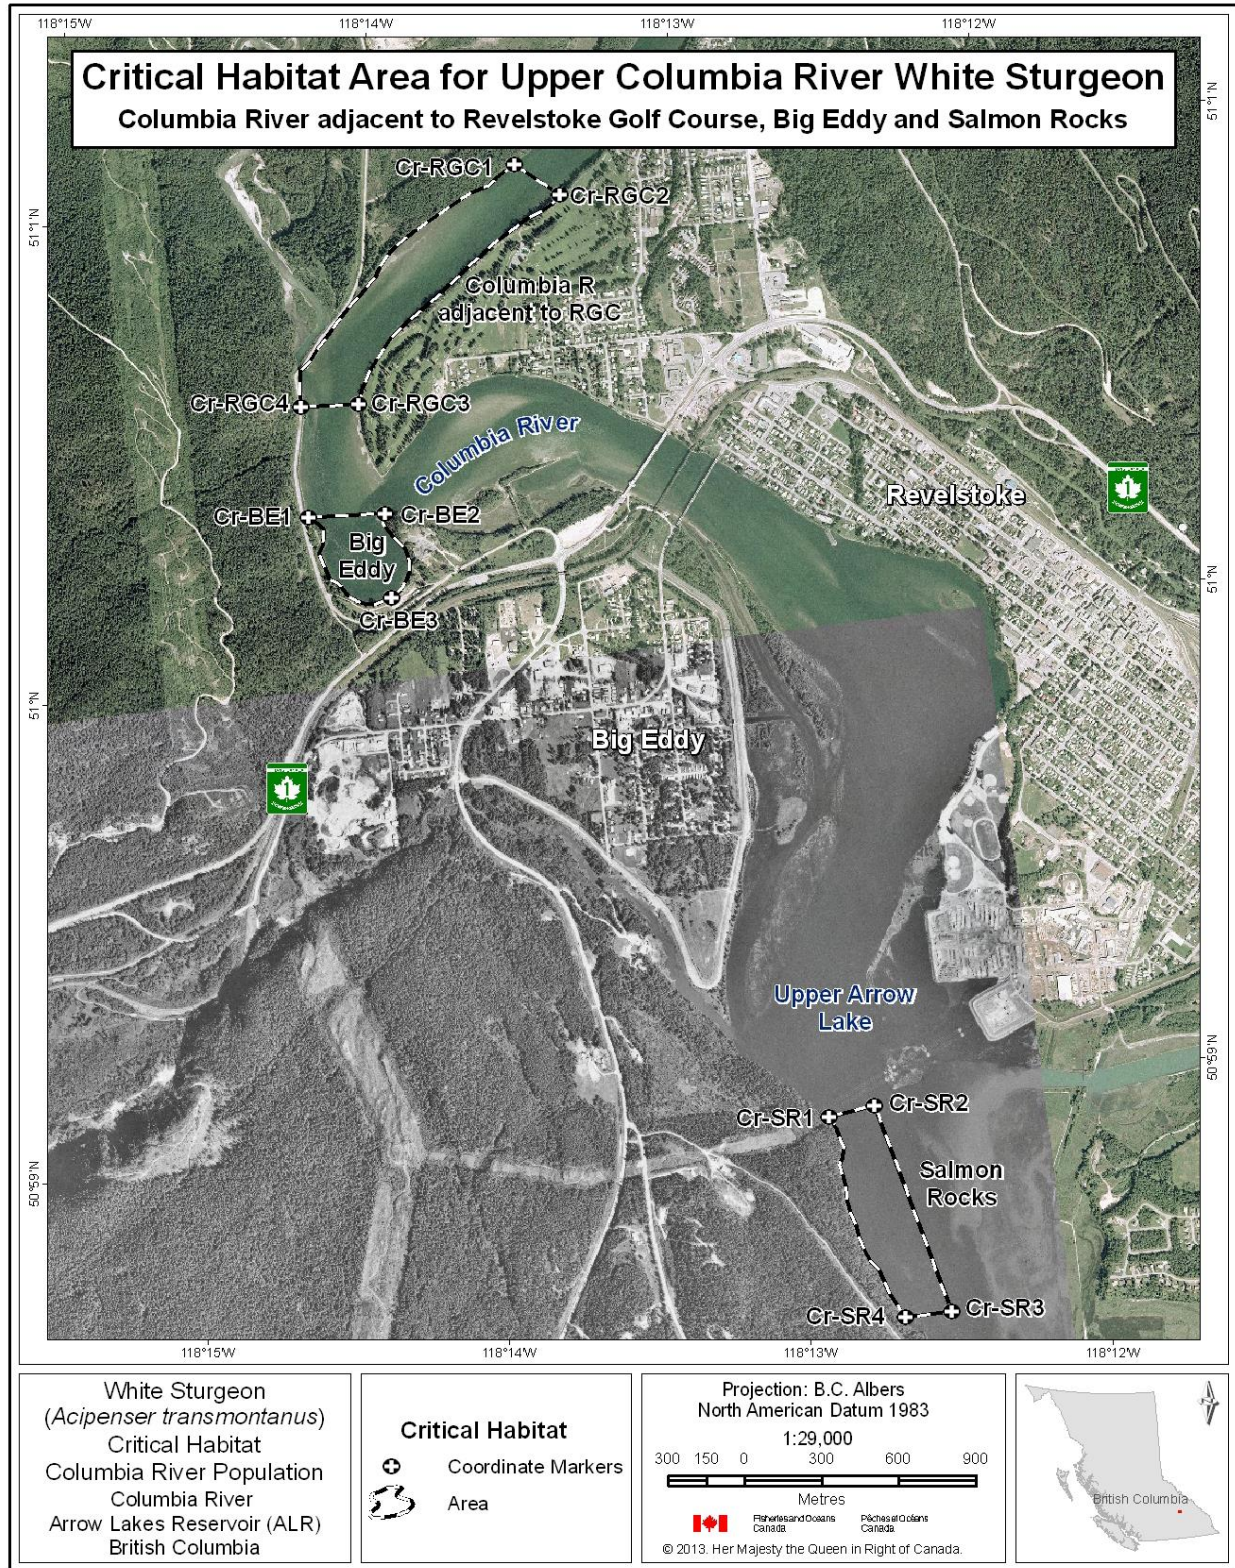 118°15'W 118°14'W 118°13'W 118°12'W
Critical Habitat Area for Upper Columbia River White Sturgeon
Columbia River adjacent to Revelstoke Golf Course, Big Eddy and Salmon Rocks
51°1'N
51°1'N
Cr-RGC1
Cr-RGC2
Columbia R
adjacent to RGC
Cr-RGC4
Cr-RGC3
Columbia River
Revelstoke
1
Cr-BE1
Cr-BE2
Big
Eddy
Cr-BE3
51°N
51°N
Big Eddy
1
Upper Arrow
Lake
50°59'N
50°59'N
Cr-SR1
Cr-SR2
Salmon
Rocks
Cr-SR4
Cr-SR3
118°15'W 118°14'W 118°13'W 118°12'W
White Sturgeon
(Acipenser transmontanus)
Critical Habitat
Columbia River Population
Columbia River
Arrow Lakes Reservoir (ALR)
British Columbia
Critical Habitat
Coordinate Markers
Area
Projection: B.C. Albers
North American Datum 1983
1:29,000
300 150 0 300 600 900
Metres
Fisheries and Oceans Pêches et Océans
Canada Canada
© 2013. Her Majesty the Queen in Right of Canada.
British Columbia